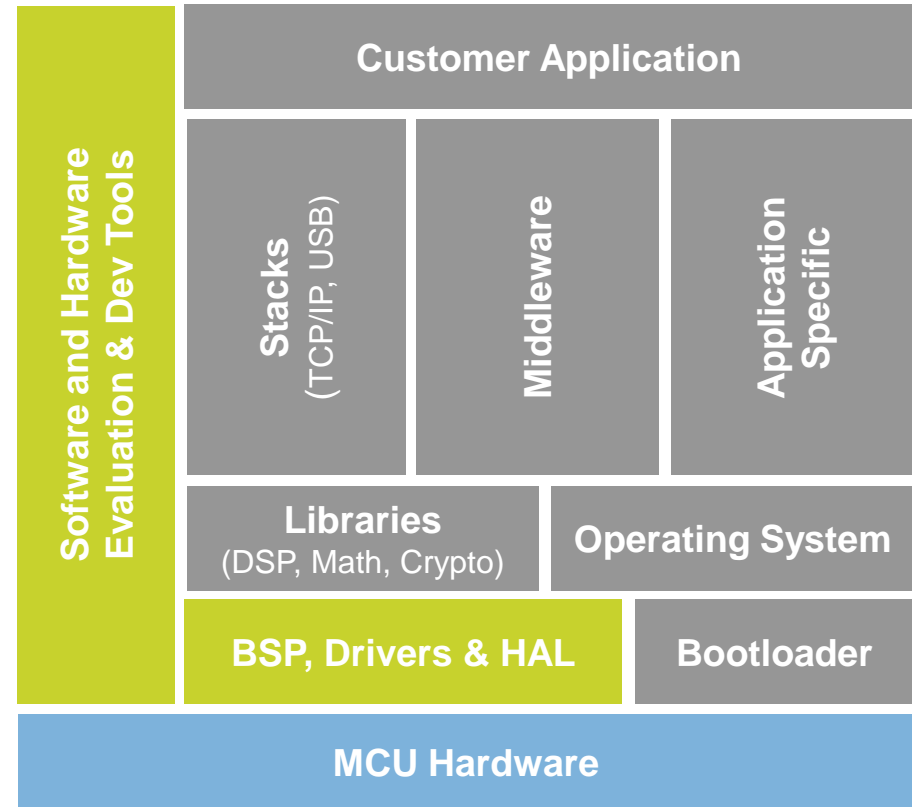 Customer Application
Software and Hardware
Evaluation & Dev Tools
Stacks
(TCP/IP, USB)
Middleware
Application
Specific
Libraries
(DSP, Math, Crypto)
Operating System
BSP, Drivers & HAL
Bootloader
MCU Hardware